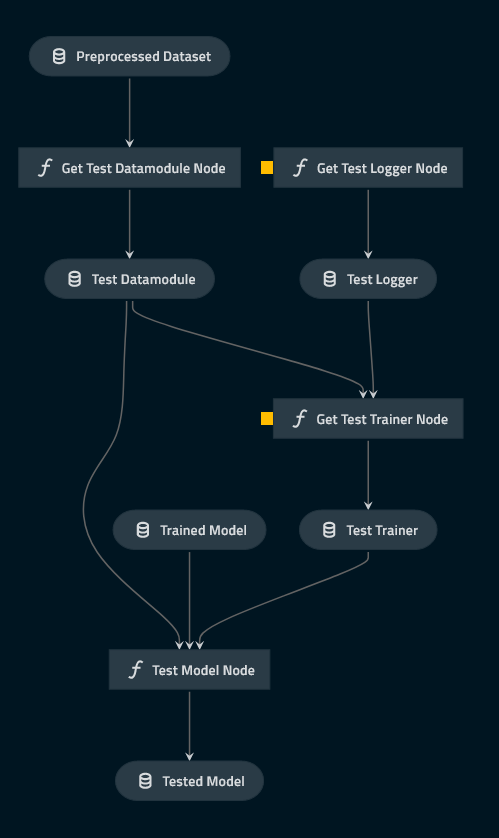 Preprocessed Dataset
Get Test Datamodule Node
Get Test Logger Node
Test Datamodule
Test Logger
Get Test Trainer Node
Trained Model
Test Trainer
Test Model Node
Tested Model